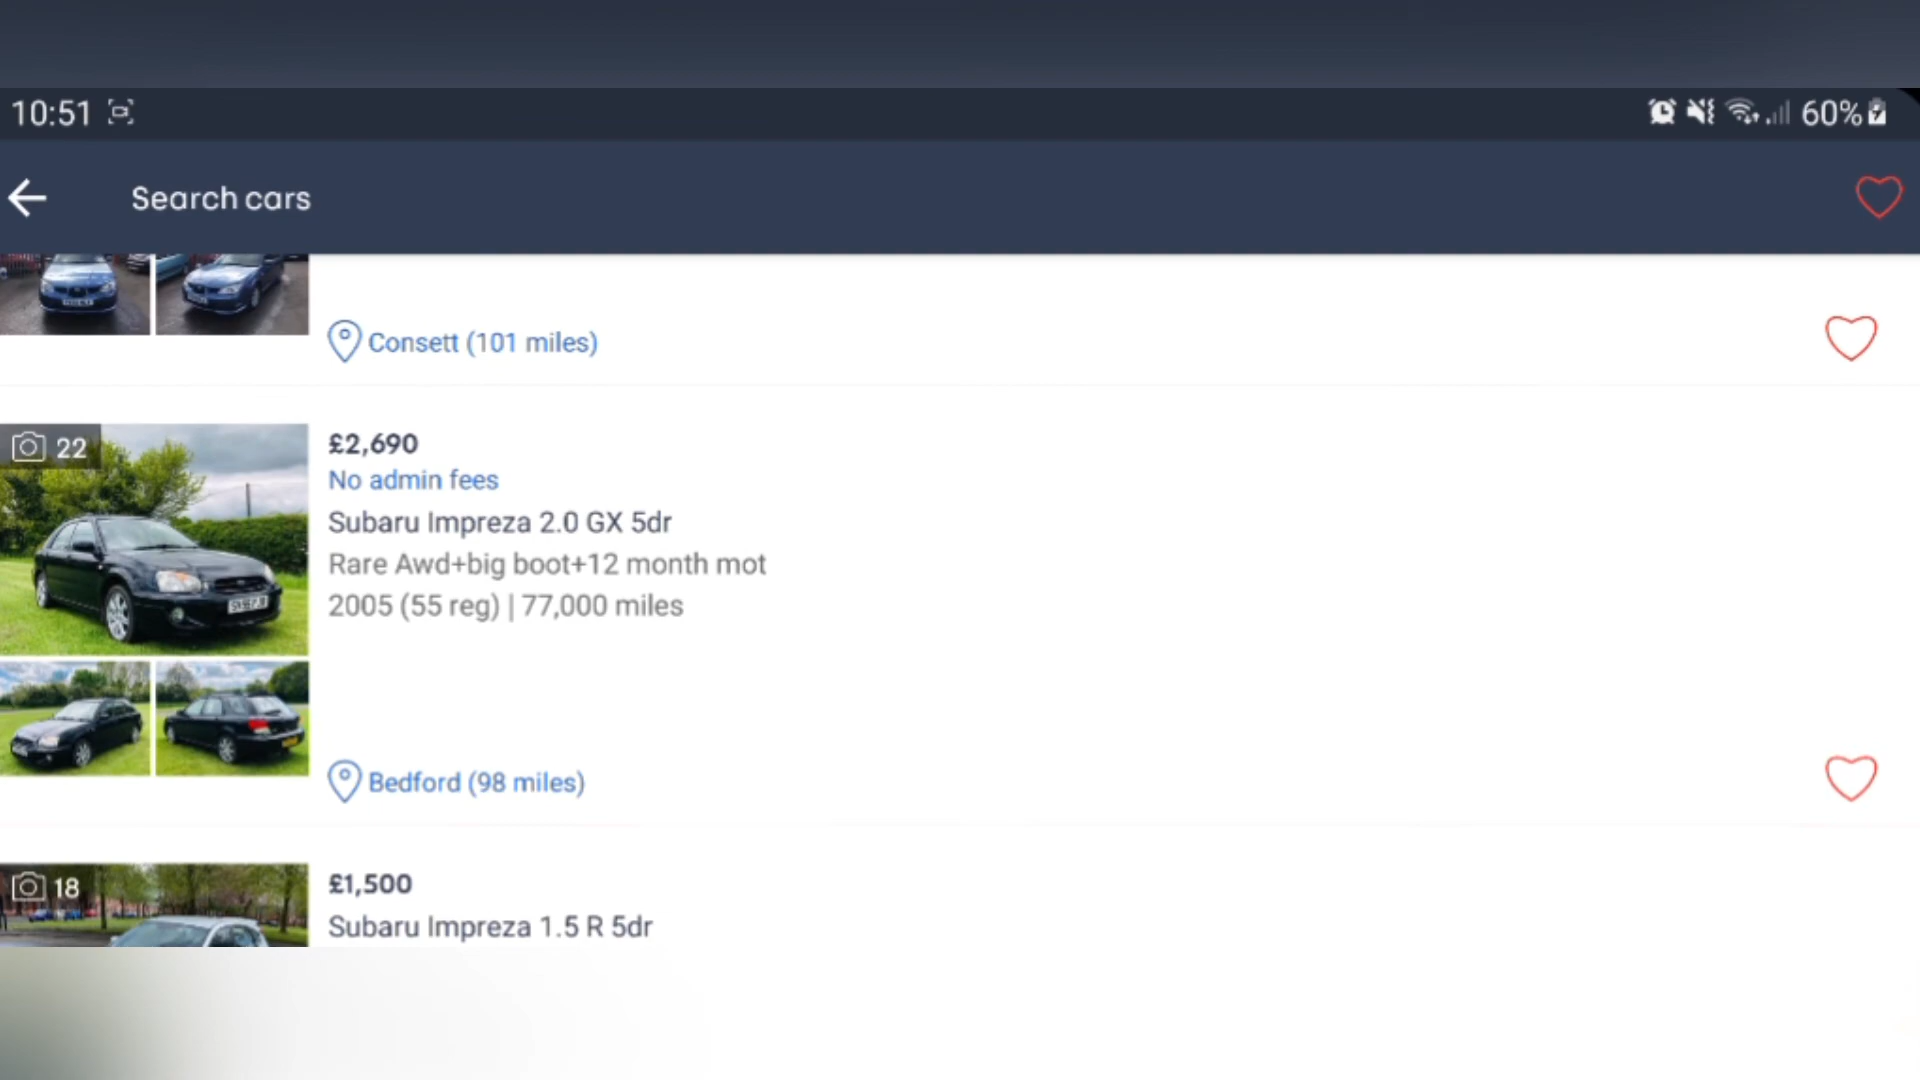 10:51
60%
Search cars
Consett (101 miles)
22
£2,690
No admin fees
Subaru Impreza 2.0 GX 5dr
Rare Awd+big boot+12 month mot
2005 (55 reg) | 77,000 miles
Bedford (98 miles)
18
£1,500
Subaru Impreza 1.5 R 5dr